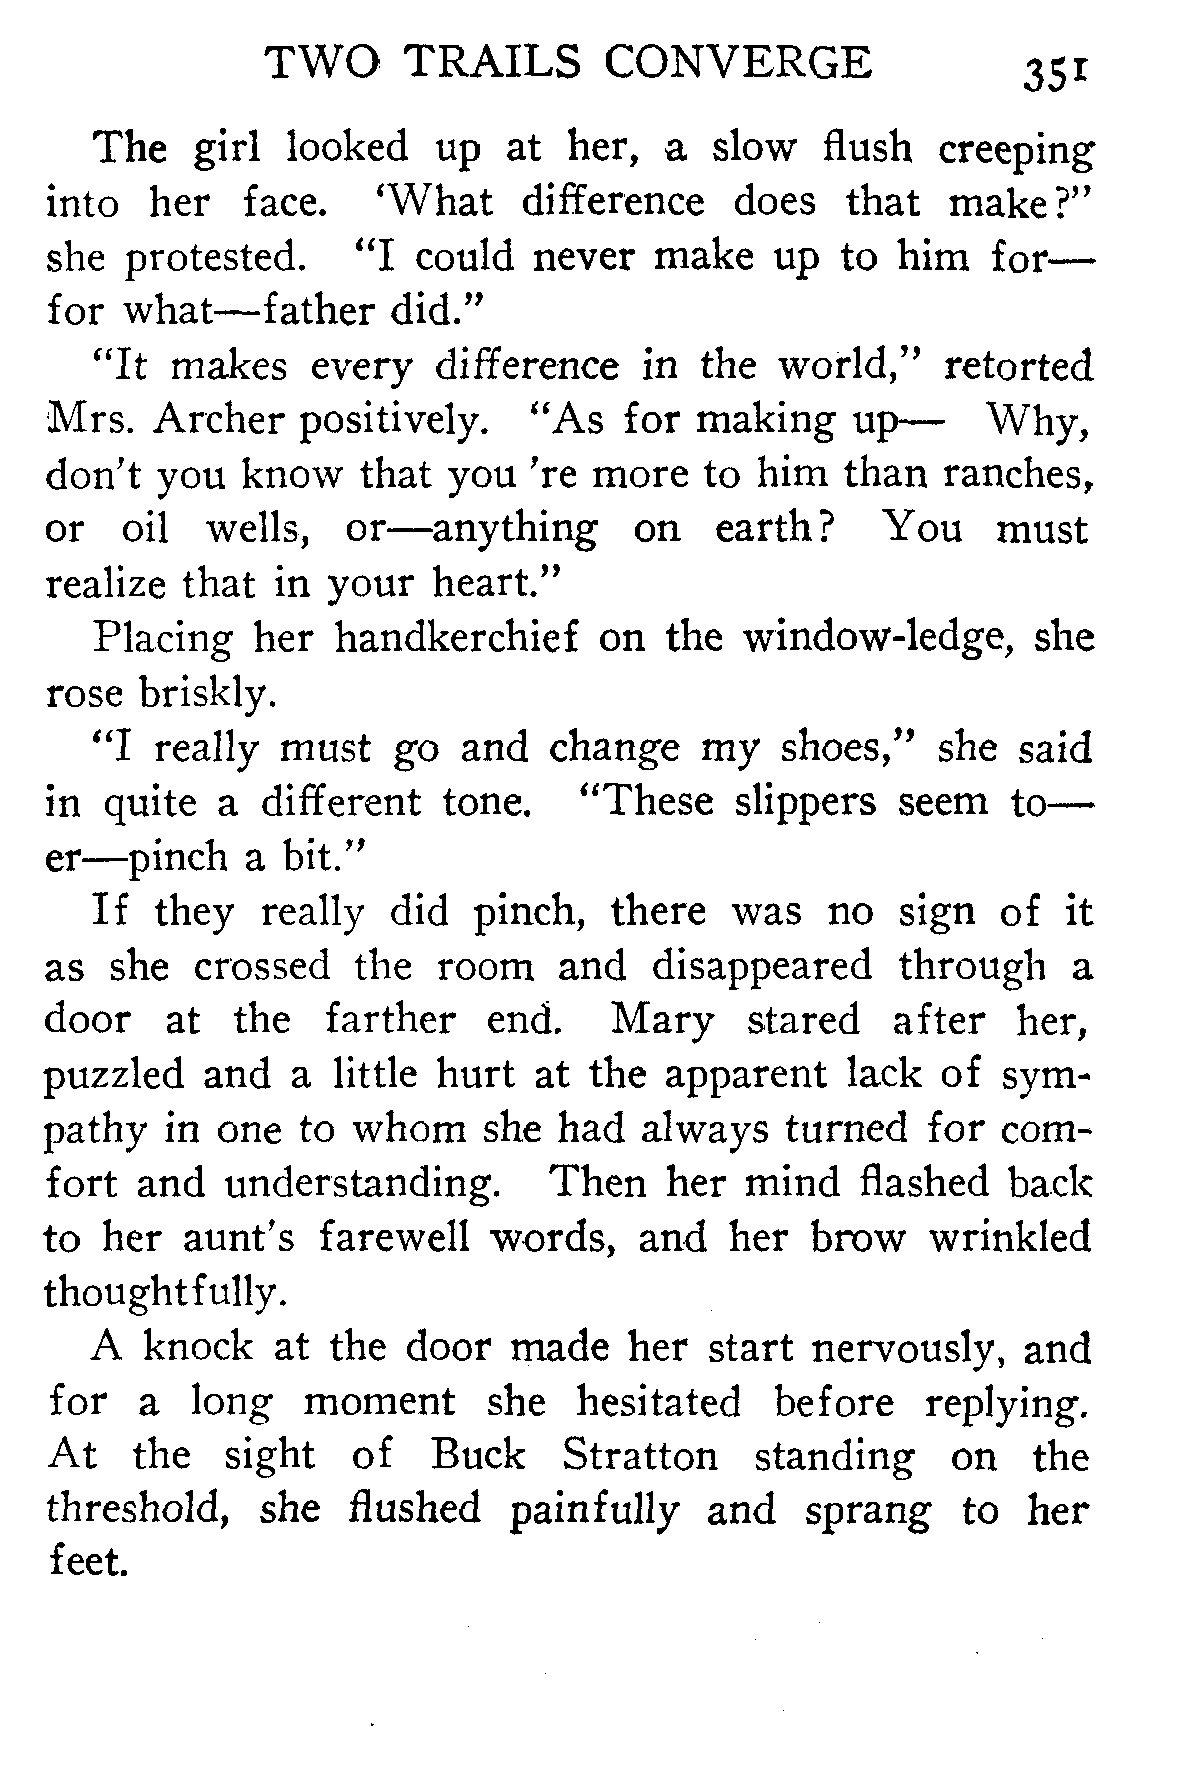 TWO TRAILS CONVERGE 351
The girl looked up at her, a slow flush creeping
into her face. ‘What difference does that make?”
she protested. “I could never make up to him for—
for what—father did.”
“It makes every difference in the world,” retorted
Mrs. Archer positively. “As for making up— Why,
don't you know that you 're more to him than ranches,
or oil wells, or—anything on earth? You must
realize that in your heart.”
Placing her handkerchief on the window-ledge, she
rose briskly.
“I really must go and change my shoes,” she said
in quite a different tone. “These slippers seem to—
er—pinch a bit.”
If they really did pinch, there was no sign of it
as she crossed the room and disappeared through a
door at the farther end. Mary stared after her,
puzzled and a little hurt at the apparent lack of sym-
pathy in one to whom she had always turned for com-
fort and understanding. Then her mind flashed back
to her aunt's farewell words, and her brow wrinkled
thoughtfully.
A knock at the door made her start nervously, and
for a long moment she hesitated before replying.
At the sight of Buck Stratton standing on the
threshold, she flushed painfully and sprang to her
feet.